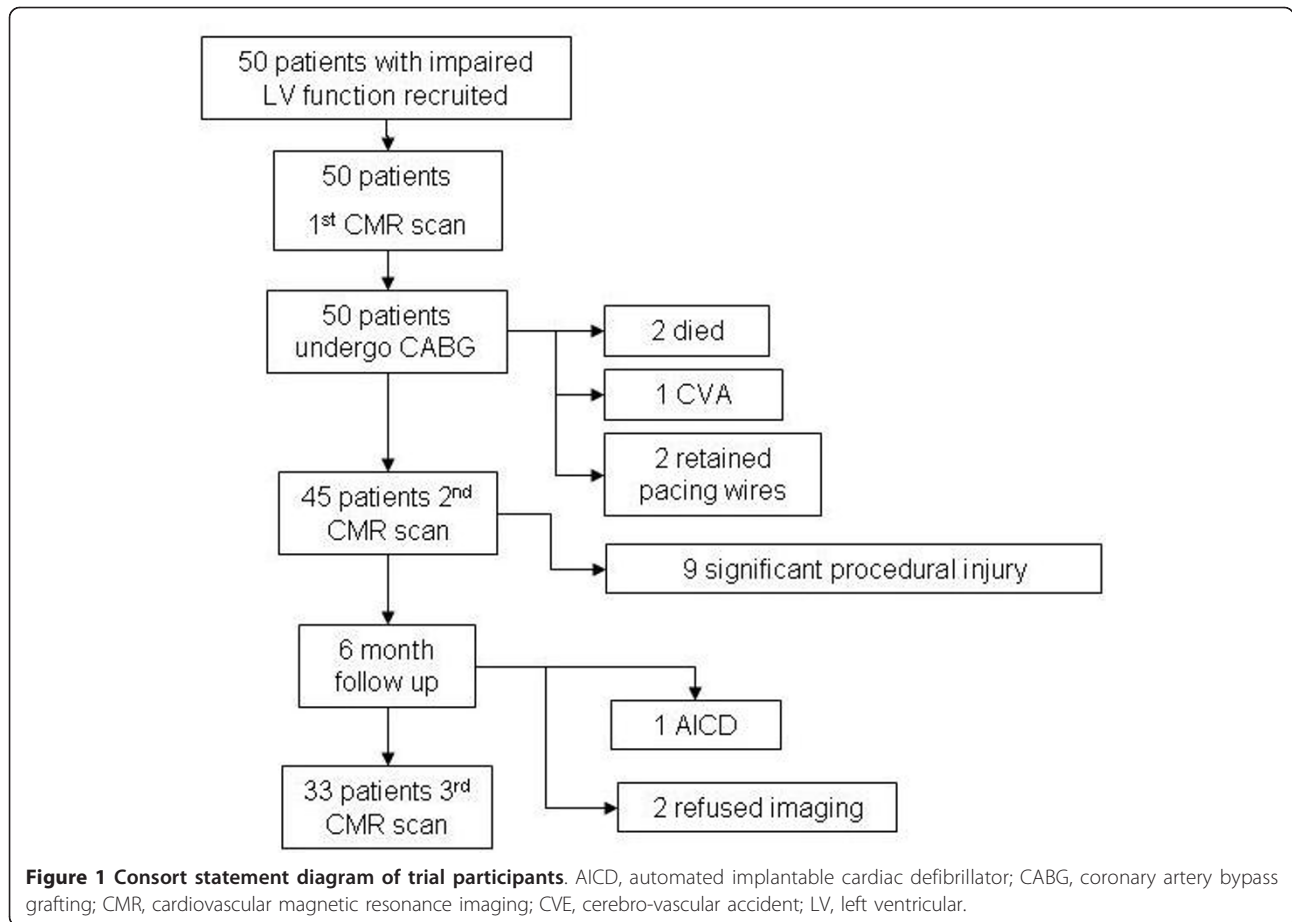 50 patients with impaired
LV function recruited
50 patients
1st CMR scan
50 patients
undergo CABG
2 died
1 CVA
2 retained
pacing wires
45 patients 2nd
CMR scan
9 significant procedural injury
6 month
follow up
1 AICD
33 patients 3rd
CMR scan
2 refused imaging
Figure 1 Consort statement diagram of trial participants. AICD, automated implantable cardiac defibrillator; CABG, coronary artery bypass
grafting; CMR, cardiovascular magnetic resonance imaging; CVE, cerebro-vascular accident; LV, left ventricular.